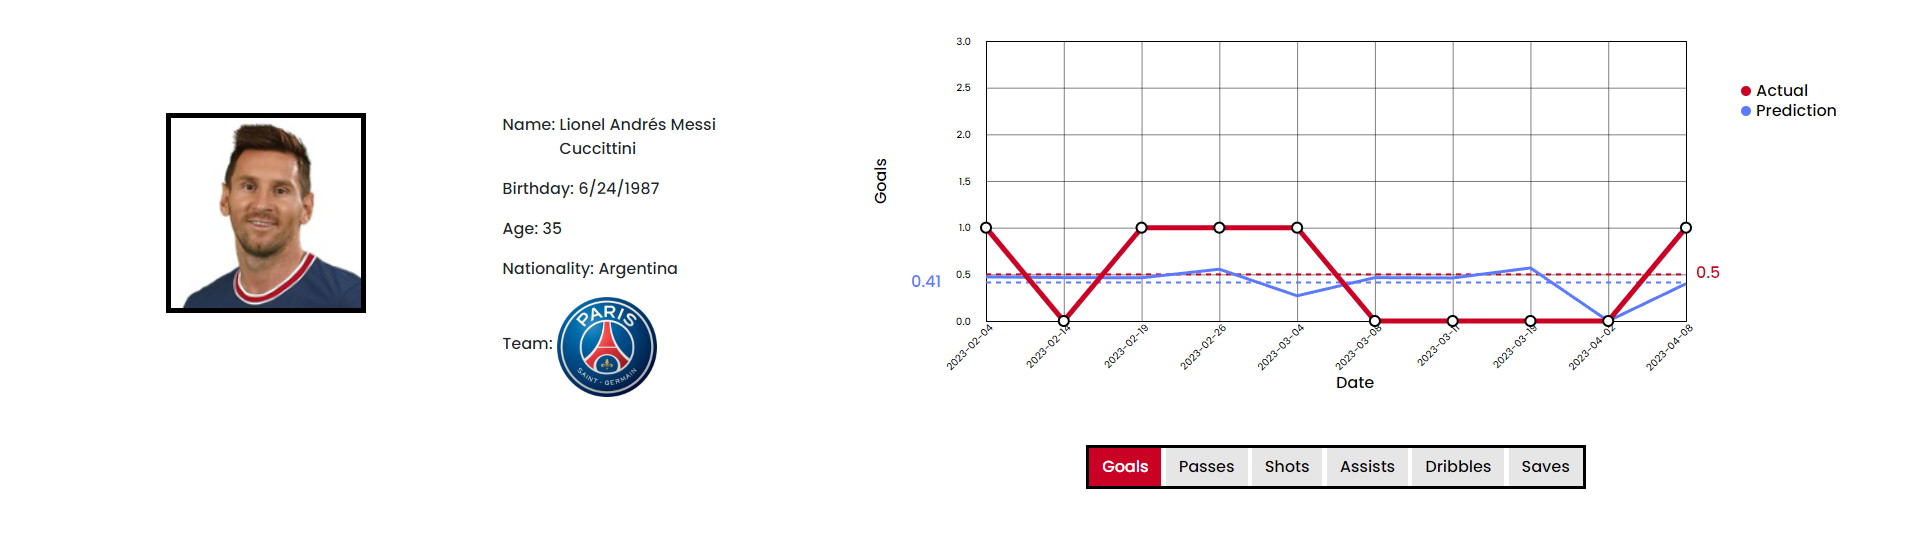 Name: Lionel Andrés Messi
Cuccittini
Birthday: 6/24/1987
Age: 35
Nationality: Argentina
Team:
PARIS
SAINT-GERMAIN
3.0
2.5
2.0
1.5
1.0
0.5
0.0
Goals
0.41
0.5
2023-02-04
2023-02-14
2023-02-19
2023-02-26
2023-03-04
2023-03-08
2023-03-11
2023-03-19
2023-04-02
2023-04-08
Date
Actual
Prediction
Goals
Passes
Shots
Assists
Dribbles
Saves